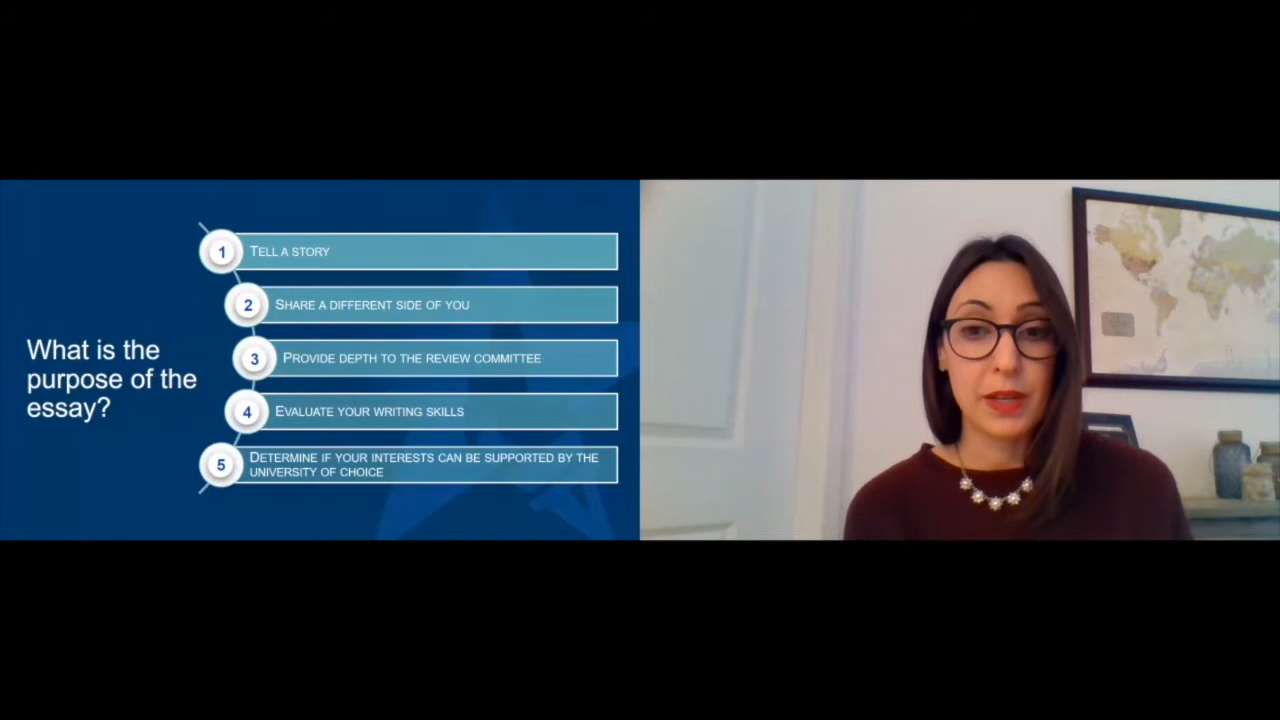 What is the
purpose of the
essay?
1 TELL A STORY
2 SHARE A DIFFERENT SIDE OF YOU
3 PROVIDE DEPTH TO THE REVIEW COMMITTEE
4 EVALUATE YOUR WRITING SKILLS
5 DETERMINE IF YOUR INTERESTS CAN BE SUPPORTED BY THE
UNIVERSITY OF CHOICE